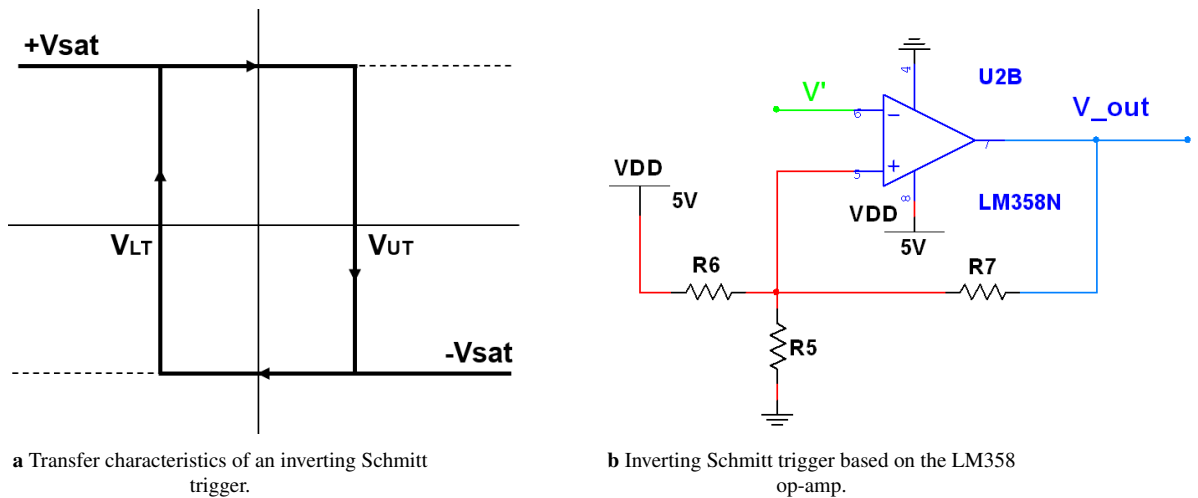 +Vsat
VLT
VUT
-Vsat
a Transfer characteristics of an inverting Schmitt
trigger.
4
U2B
V'
6
V_out
7
VDD
5V
5
8
LM358N
VDD
5V
R6
R7
R5
b Inverting Schmitt trigger based on the LM358
op-amp.